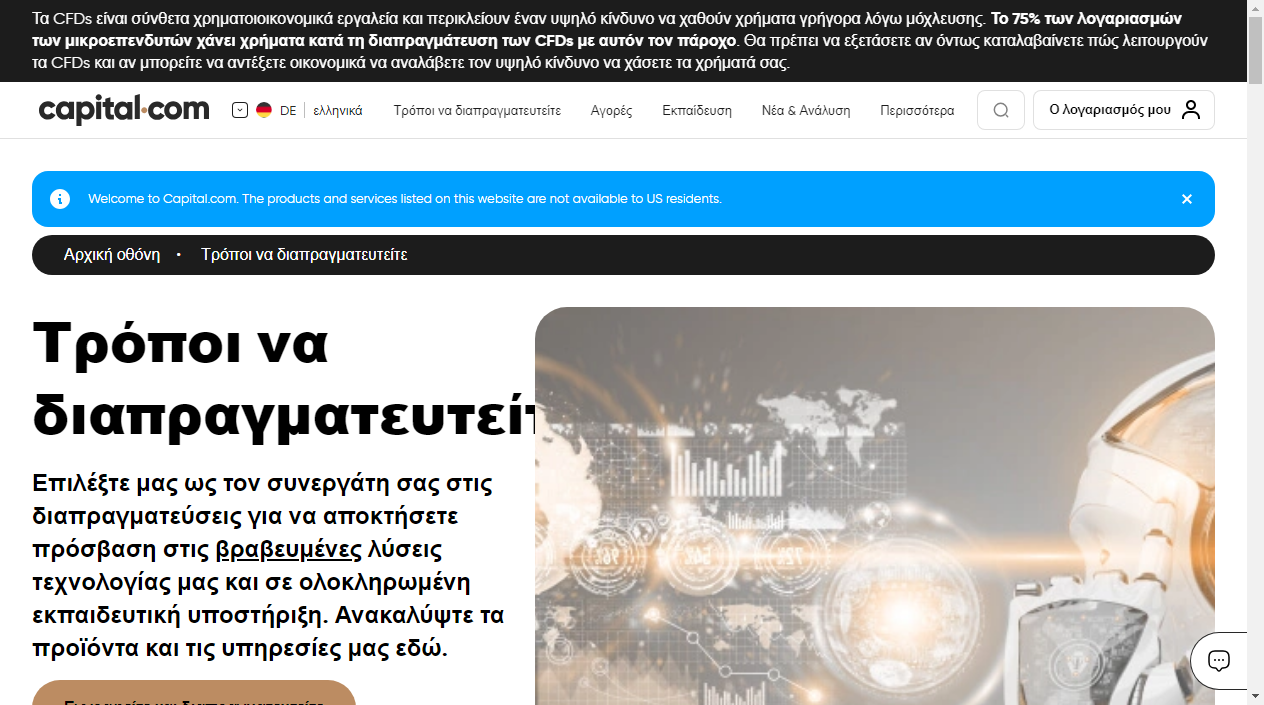 Τα CFDs είναι σύνθετα χρηματοιοικονομικά εργαλεία και περικλείουν έναν υψηλό κίνδυνο να χαθούν χρήματα γρήγορα λόγω μόχλευσης. Το 75% των λογαριασμών
των μικροεπενδυτών χάνει χρήματα κατά τη διαπραγμάτευση των CFDs με αυτόν τον πάροχο. Θα πρέπει να εξετάσετε αν όντως καταλαβαίνετε πώς λειτουργούν
τα CFDs και αν μπορείτε να αντέξετε οικονομικά να αναλάβετε τον υψηλό κίνδυνο να χάσετε τα χρήματά σας.
capital.com DE ελληνικά Τρόποι να διαπραγματευτείτε Αγορές Εκπαίδευση Νέα & Ανάλυση Περισσότερα Ο λογαριασμός μου
Welcome to Capital.com. The products and services listed on this website are not available to US residents.
Αρχική οθόνη • Τρόποι να διαπραγματευτείτε
Τρόποι να
διαπραγματευτείτ
Επιλέξτε μας ως τον συνεργάτη σας στις
διαπραγματεύσεις για να αποκτήσετε
πρόσβαση στις βραβευμένες λύσεις
τεχνολογίας μας και σε ολοκληρωμένη
εκπαιδευτική υποστήριξη. Ανακαλύψτε τα
προϊόντα και τις υπηρεσίες μας εδώ.